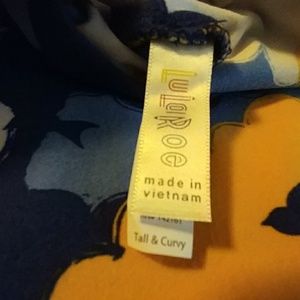 LuLaRoe
made in
vietnam
Tall & Curvy